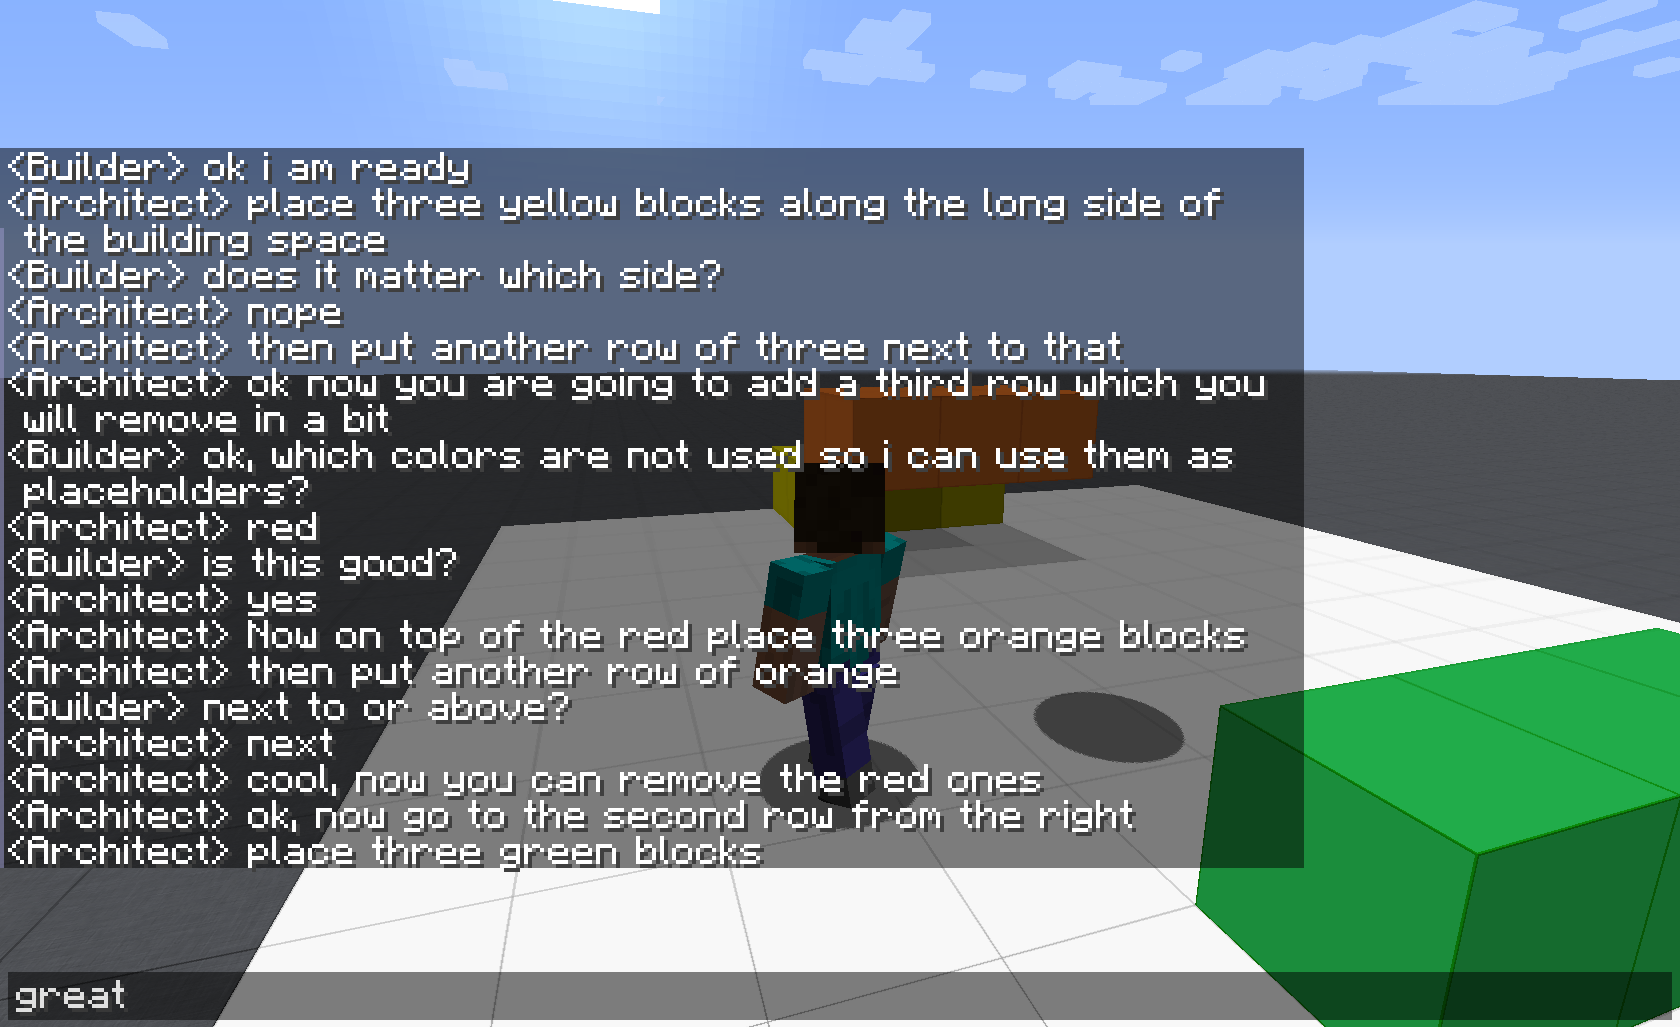 <Builder> ok i am ready
<Architect> place three yellow blocks along the long side of
the building space
<Builder> does it matter which side?
<Architect> nope
<Architect> then put another row of three next to that
<Architect> ok now you are going to add a third row which you
will remove in a bit
<Builder> ok, which colors are not used so i can use them as
placeholders?
<Architect> red
<Builder> is this good?
<Architect> yes
<Architect> Now on top of the red place three orange blocks
<Architect> then put another row of orange
<Builder> next to or above?
<Architect> next
<Architect> cool, now you can remove the red ones
<Architect> ok, now go to the second row from the right
<Architect> place three green blocks
great